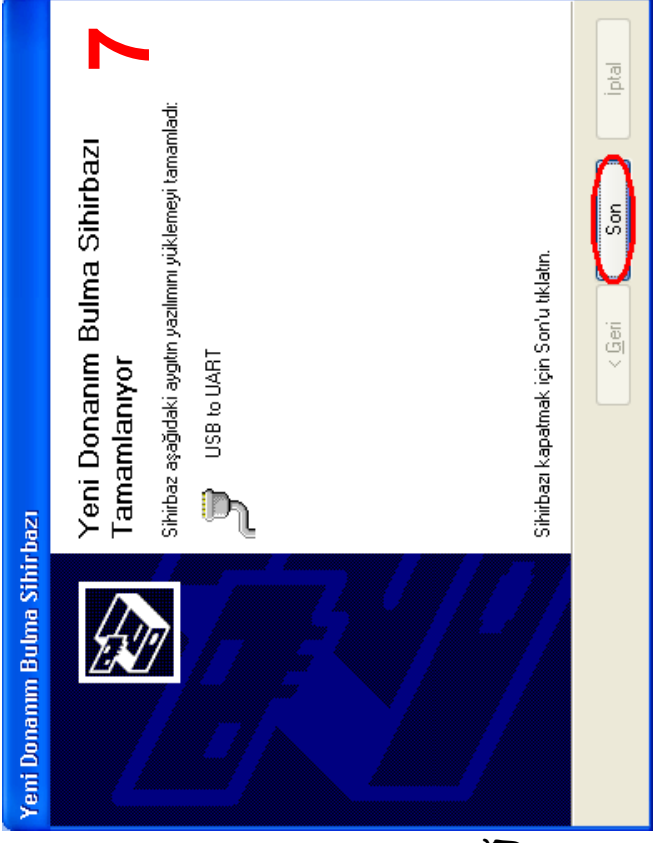 Yeni Donanım Bulma Sihirbazı
Yeni Donanım Bulma Sihirbazı
Tamamlanıyor
7
Sihirbaz aşağıdaki aygıtın yazılımını yüklemeyi tamamladı:
USB to UART
Sihirbazı kapatmak için Son'u tıklatın.
< Geri
Son
İptal